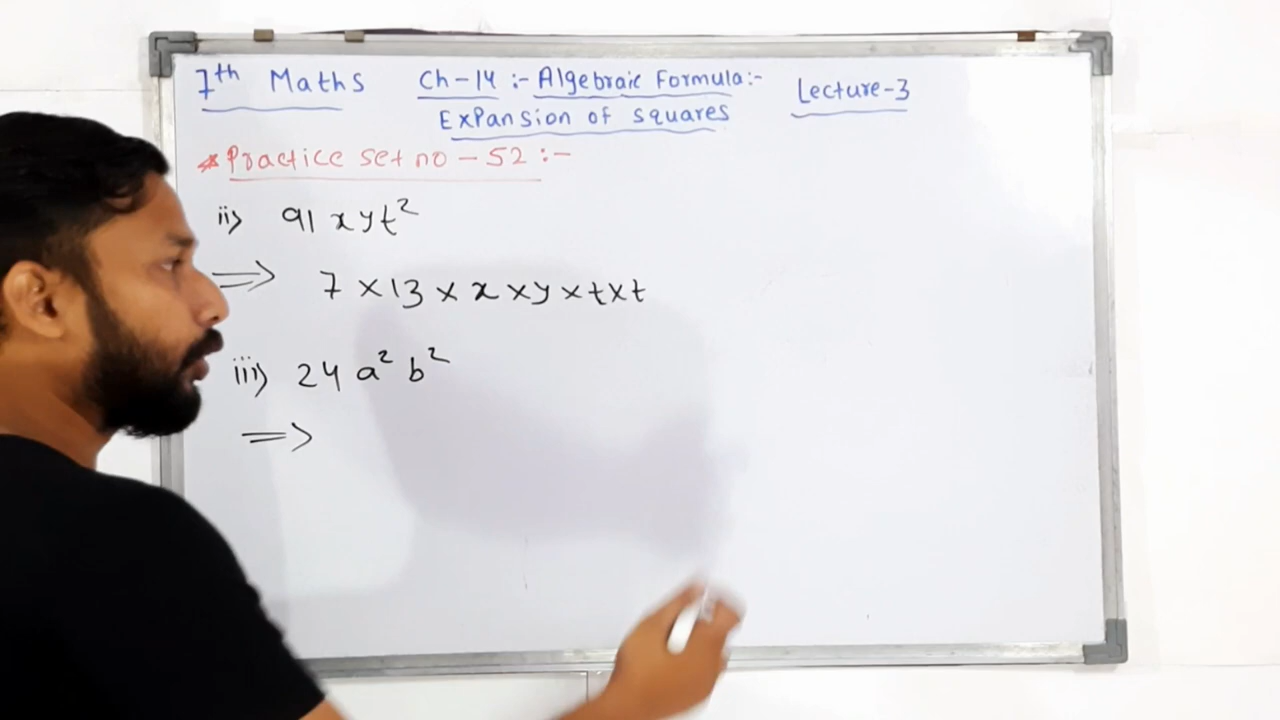 7th Maths Ch-14 :- Algebraic Formula:- Lecture-3
Expansion of squares
* Practice set no - 52 :-
ii) 91 x y t²
=> 7 × 13 × x × y × t × t
iii) 24 a² b²
=>